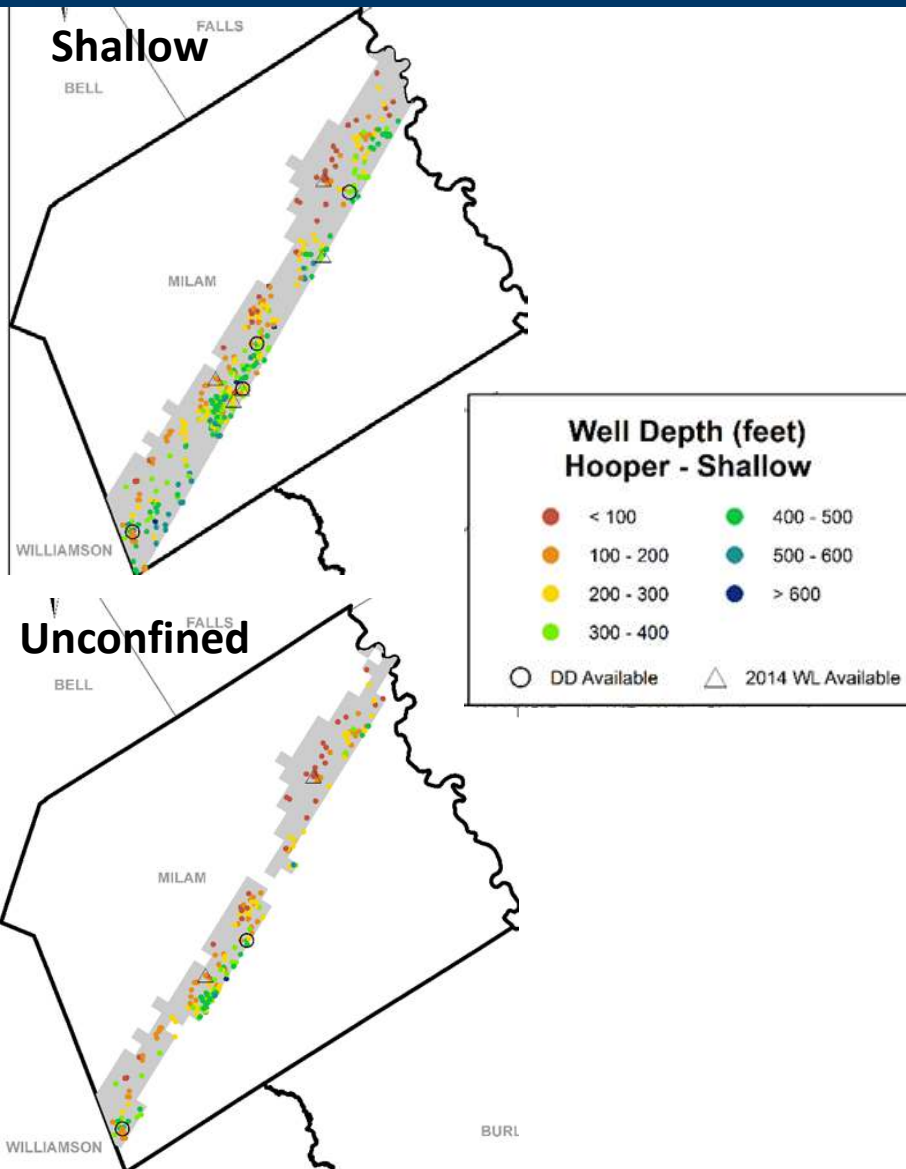 FALLS
Shallow
BELL
MILAM
WILLIAMSON
Well Depth (feet)
Hooper - Shallow
< 100
400 - 500
100 - 200
500 - 600
200 - 300
> 600
300 - 400
DD Available
2014 WL Available
FALLS
Unconfined
BELL
MILAM
WILLIAMSON
BURL